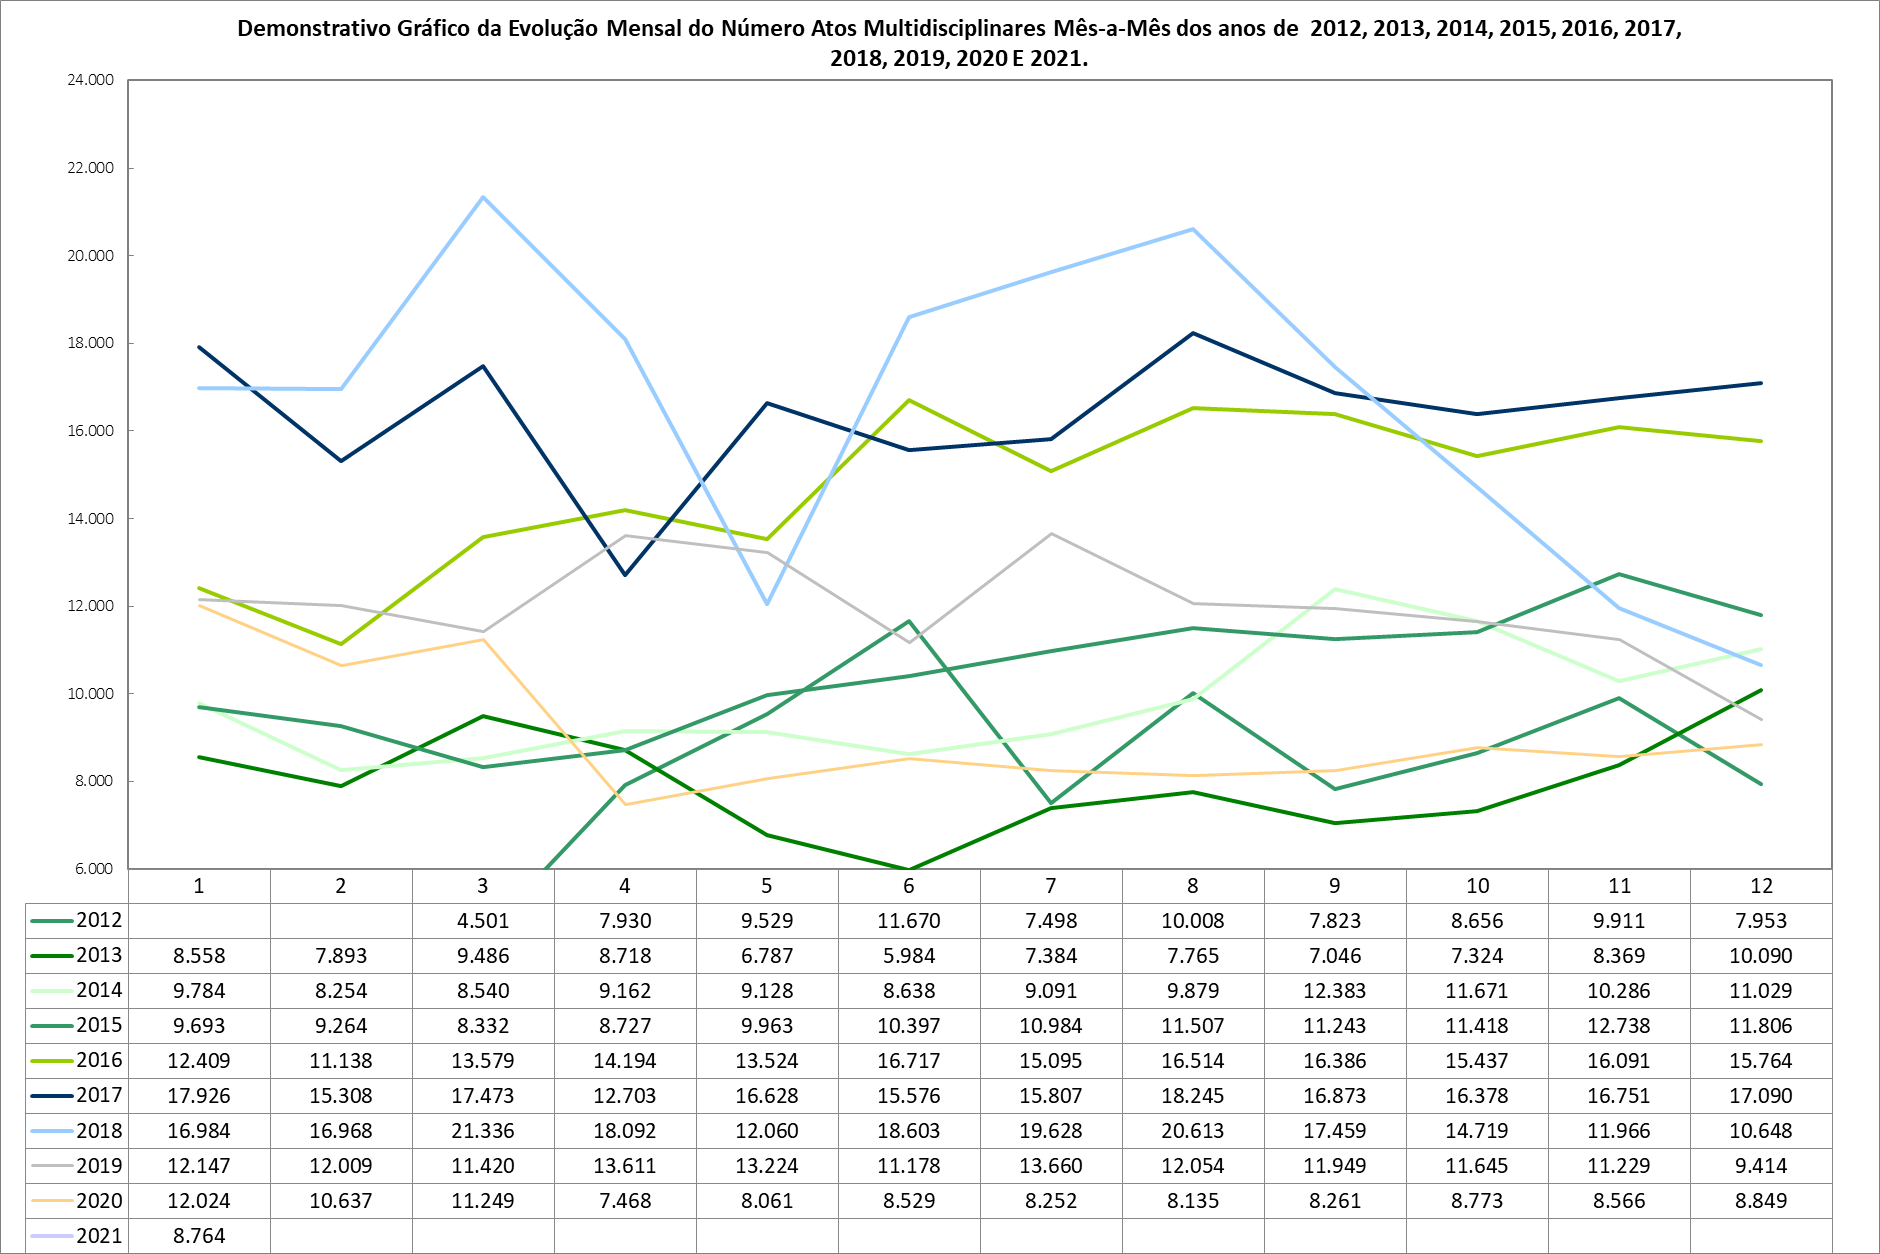 Demonstrativo Gráfico da Evolução Mensal do Número Atos Multidisciplinares Mês-a-Mês dos anos de 2012, 2013, 2014, 2015, 2016, 2017,
2018, 2019, 2020 E 2021.
24.000
22.000
20.000
18.000
16.000
14.000
12.000
10.000
8.000
6.000
1 2 3 4 5 6 7 8 9 10 11 12
2012 4.501 7.930 9.529 11.670 7.498 10.008 7.823 8.656 9.911 7.953
2013 8.558 7.893 9.486 8.718 6.787 5.984 7.384 7.765 7.046 7.324 8.369 10.090
2014 9.784 8.254 8.540 9.162 9.128 8.638 9.091 9.879 12.383 11.671 10.286 11.029
2015 9.693 9.264 8.332 8.727 9.963 10.397 10.984 11.507 11.243 11.418 12.738 11.806
2016 12.409 11.138 13.579 14.194 13.524 16.717 15.095 16.514 16.386 15.437 16.091 15.764
2017 17.926 15.308 17.473 12.703 16.628 15.576 15.807 18.245 16.873 16.378 16.751 17.090
2018 16.984 16.968 21.336 18.092 12.060 18.603 19.628 20.613 17.459 14.719 11.966 10.648
2019 12.147 12.009 11.420 13.611 13.224 11.178 13.660 12.054 11.949 11.645 11.229 9.414
2020 12.024 10.637 11.249 7.468 8.061 8.529 8.252 8.135 8.261 8.773 8.566 8.849
2021 8.764